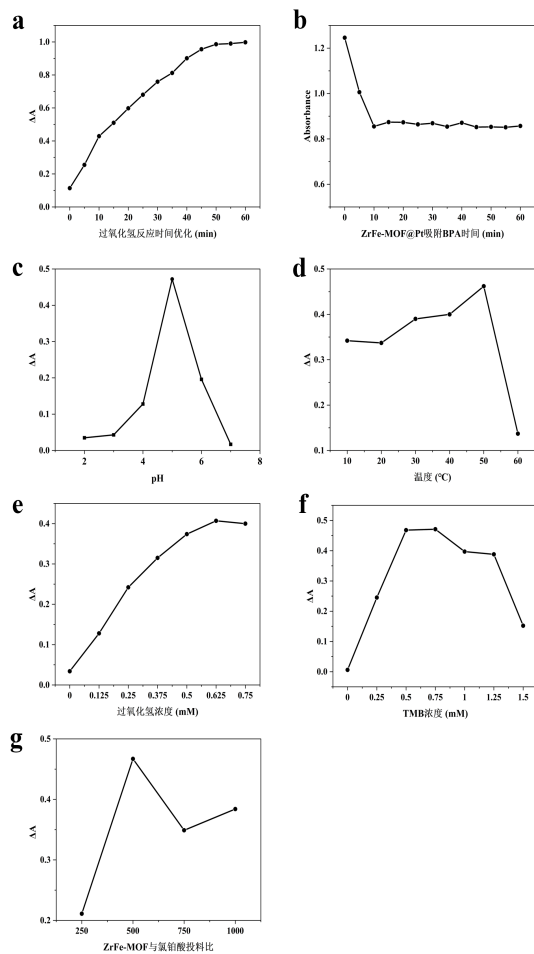 a
ΔA
1.0
0.8
0.6
0.4
0.2
0.0
0 10 20 30 40 50 60
过氧化氢反应时间优化 (min)
b
Absorbance
1.2
1.0
0.8
0.6
0 10 20 30 40 50 60
ZrFe-MOF@Pt吸附BPA时间 (min)
c
ΔA
0.5
0.4
0.3
0.2
0.1
0.0
2 4 6 8
pH
d
ΔA
0.5
0.4
0.3
0.2
0.1
10 20 30 40 50 60
温度 (°C)
e
ΔA
0.4
0.3
0.2
0.1
0.0
0 0.125 0.25 0.375 0.5 0.625 0.75
过氧化氢浓度 (mM)
f
ΔA
0.5
0.4
0.3
0.2
0.1
0.0
0 0.25 0.5 0.75 1 1.25 1.5
TMB浓度 (mM)
g
ΔA
0.5
0.4
0.3
0.2
250 500 750 1000
ZrFe-MOF与氯铂酸投料比